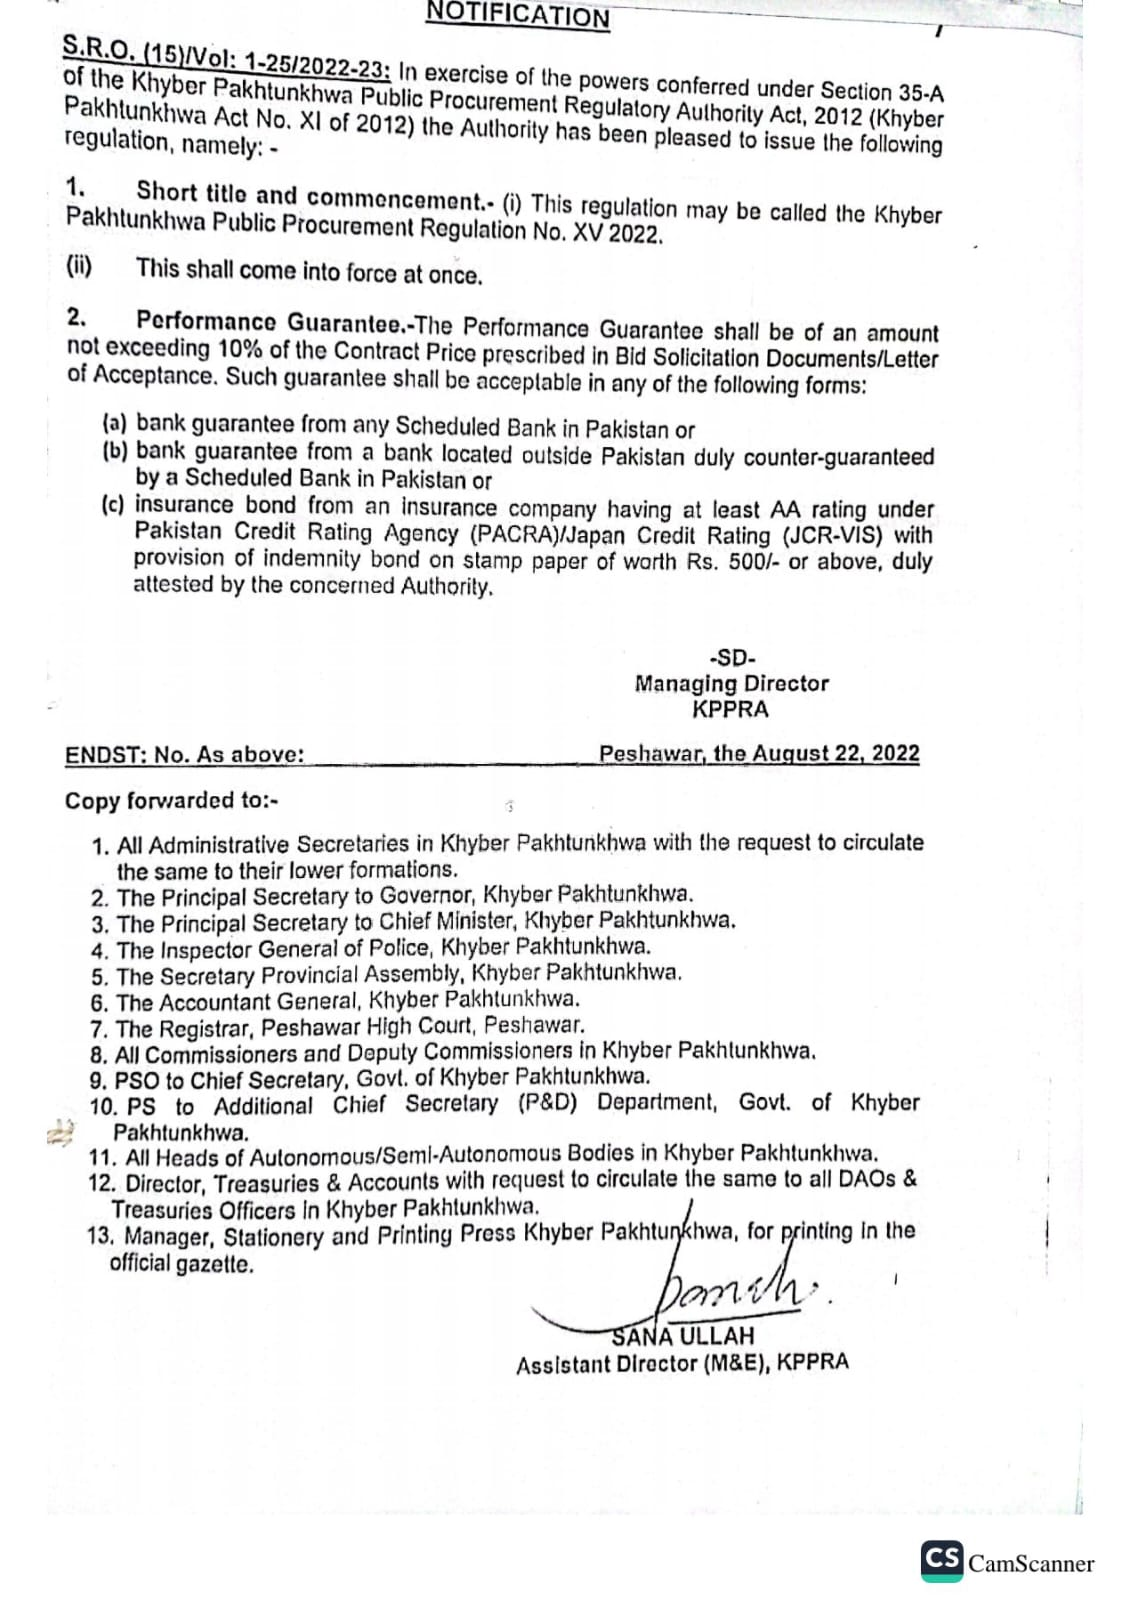 NOTIFICATION
S.R.O. (15)/Vol: 1-25/2022-23: In exercise of the powers conferred under Section 35-A
of the Khyber Pakhtunkhwa Public Procurement Regulatory Authority Act, 2012 (Khyber
Pakhtunkhwa Act No. XI of 2012) the Authority has been pleased to issue the following
regulation, namely: -
1. Short title and commencement.- (i) This regulation may be called the Khyber
Pakhtunkhwa Public Procurement Regulation No. XV 2022.
(ii) This shall come into force at once.
2. Performance Guarantee.-The Performance Guarantee shall be of an amount
not exceeding 10% of the Contract Price prescribed in Bid Solicitation Documents/Letter
of Acceptance. Such guarantee shall be acceptable in any of the following forms:
(a) bank guarantee from any Scheduled Bank in Pakistan or
(b) bank guarantee from a bank located outside Pakistan duly counter-guaranteed
by a Scheduled Bank in Pakistan or
(c) insurance bond from an insurance company having at least AA rating under
Pakistan Credit Rating Agency (PACRA)/Japan Credit Rating (JCR-VIS) with
provision of indemnity bond on stamp paper of worth Rs. 500/- or above, duly
attested by the concerned Authority.
-SD-
Managing Director
KPPRA
ENDST: No. As above: Peshawar, the August 22, 2022
Copy forwarded to:-
1. All Administrative Secretaries in Khyber Pakhtunkhwa with the request to circulate
the same to their lower formations.
2. The Principal Secretary to Governor, Khyber Pakhtunkhwa.
3. The Principal Secretary to Chief Minister, Khyber Pakhtunkhwa.
4. The Inspector General of Police, Khyber Pakhtunkhwa.
5. The Secretary Provincial Assembly, Khyber Pakhtunkhwa.
6. The Accountant General, Khyber Pakhtunkhwa.
7. The Registrar, Peshawar High Court, Peshawar.
8. All Commissioners and Deputy Commissioners in Khyber Pakhtunkhwa.
9. PSO to Chief Secretary, Govt. of Khyber Pakhtunkhwa.
10. PS to Additional Chief Secretary (P&D) Department, Govt. of Khyber
Pakhtunkhwa.
11. All Heads of Autonomous/Semi-Autonomous Bodies in Khyber Pakhtunkhwa.
12. Director, Treasuries & Accounts with request to circulate the same to all DAOs &
Treasuries Officers in Khyber Pakhtunkhwa.
13. Manager, Stationery and Printing Press Khyber Pakhtunkhwa, for printing in the
official gazette.
SANA ULLAH
Assistant Director (M&E), KPPRA
CS CamScanner